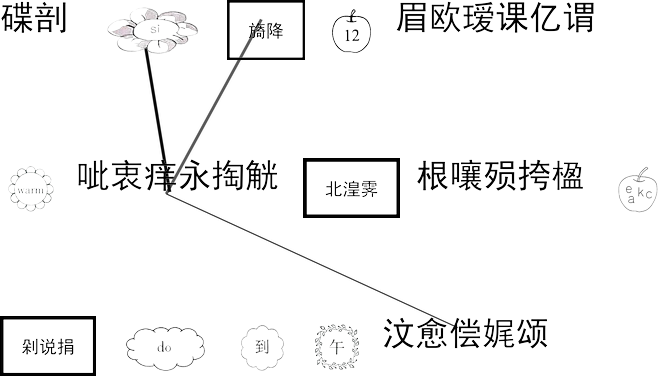 碟剖 si 旖降 12 眉欧瑷课亿谓
warm 呲衷痒永掏觥 北湟霁 根嚷殒挎楹 e a k c
剁说捐 do 到 午 汶愈偿娓颂